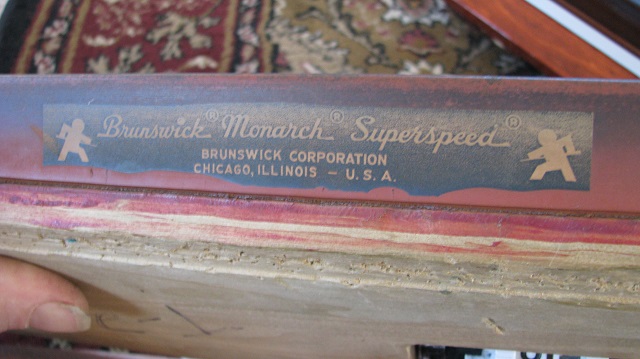 Brunswick® Monarch® Superspeed®
BRUNSWICK CORPORATION
CHICAGO, ILLINOIS – U.S.A.